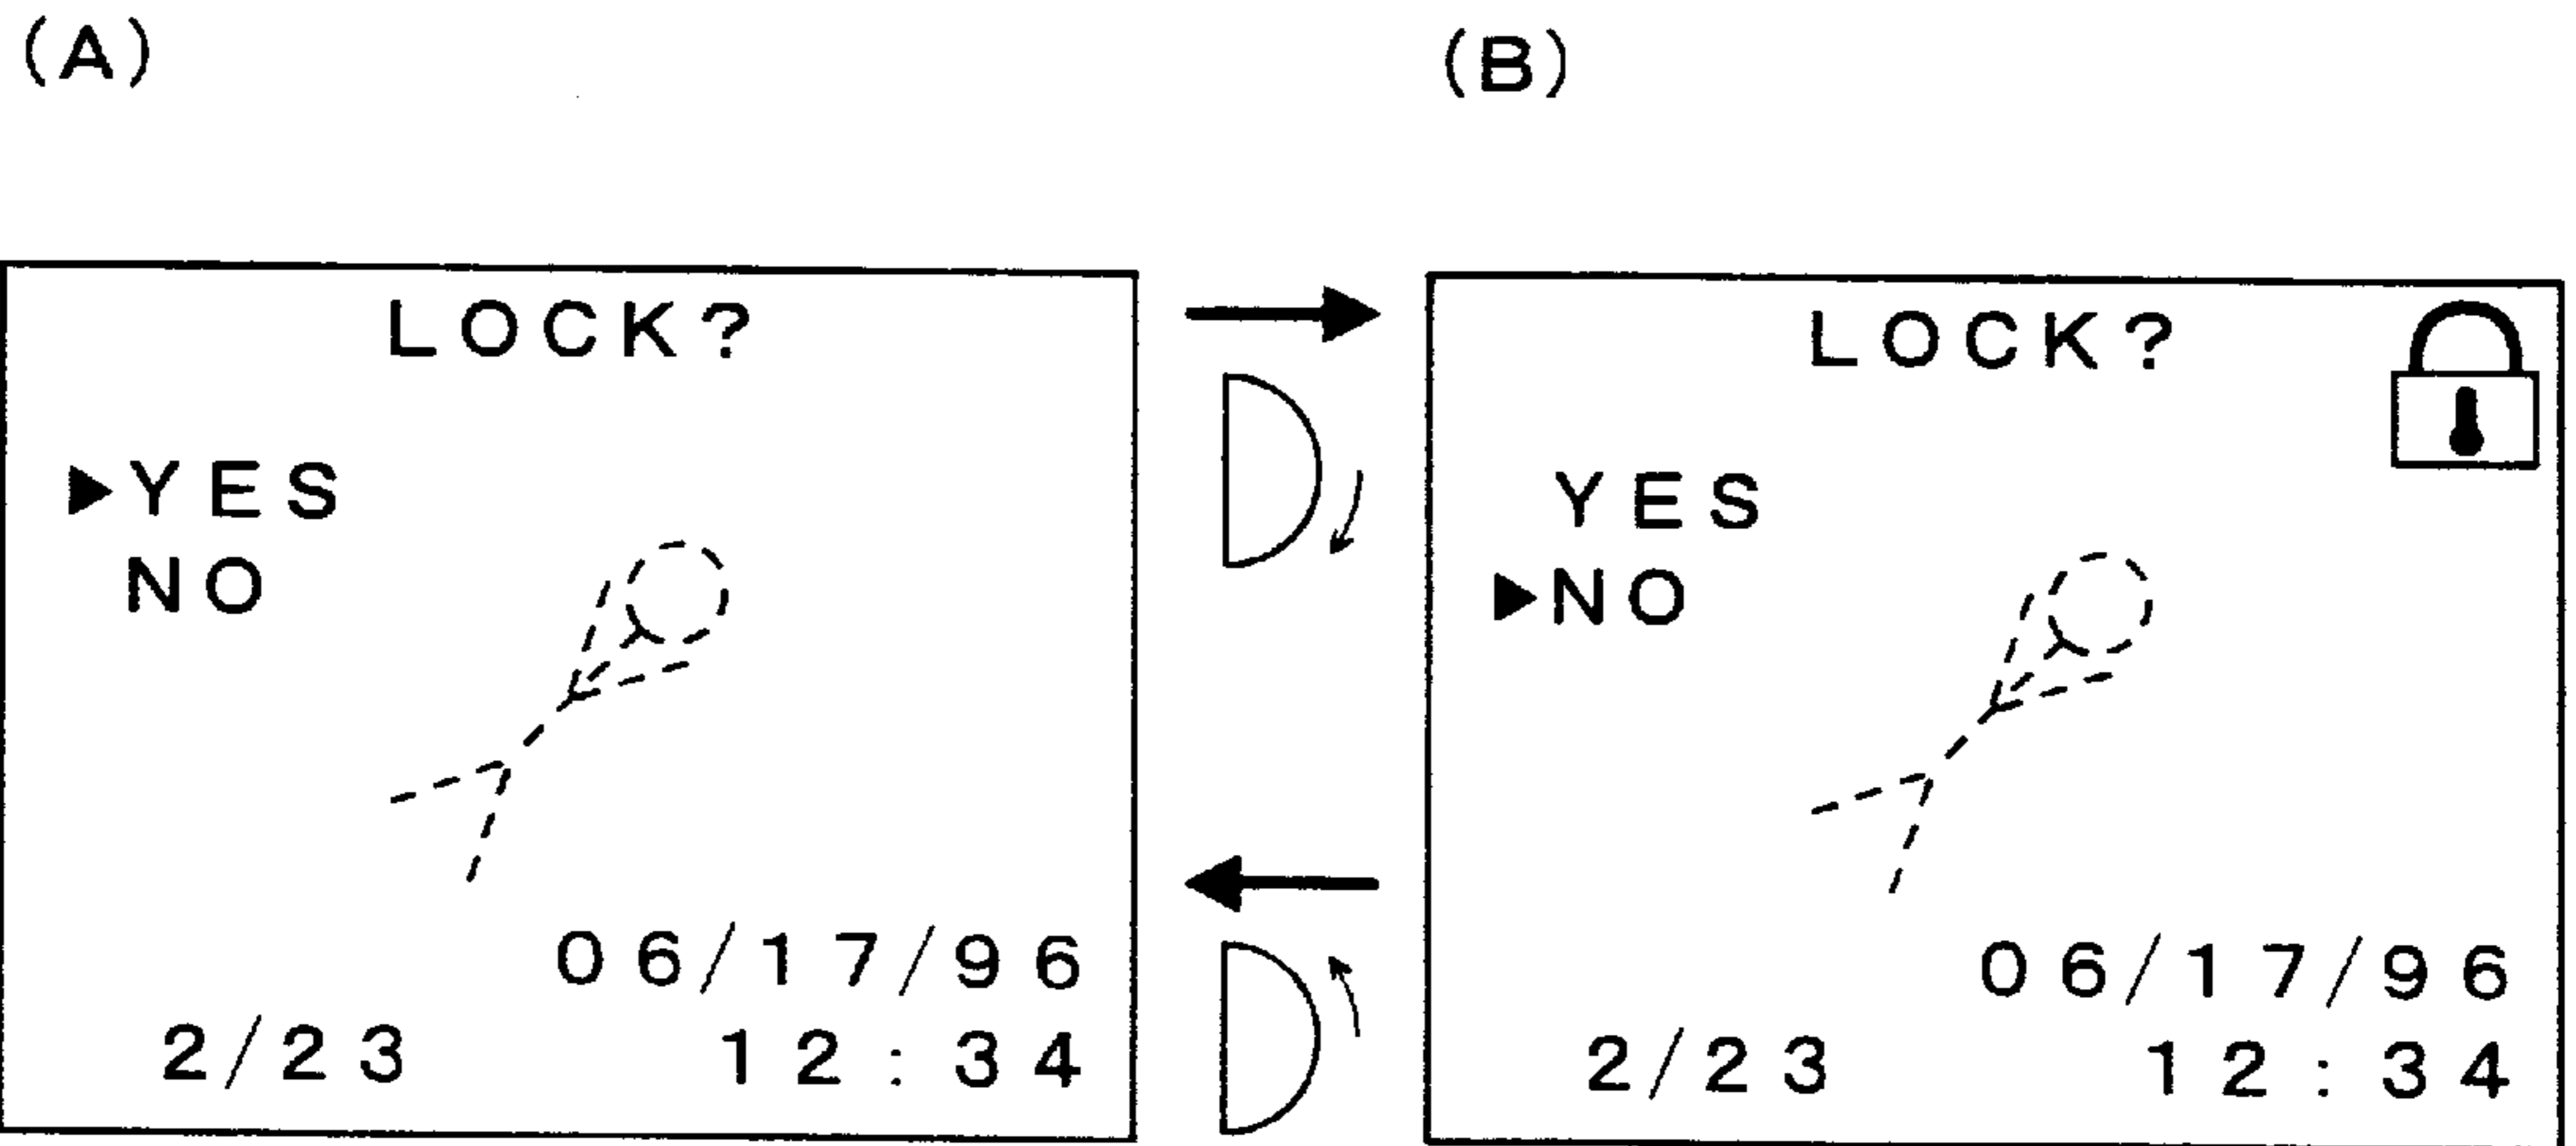 (A)
LOCK?
▶YES
NO
06/17/96
2/23 12:34
(B)
LOCK?
YES
▶NO
06/17/96
2/23 12:34